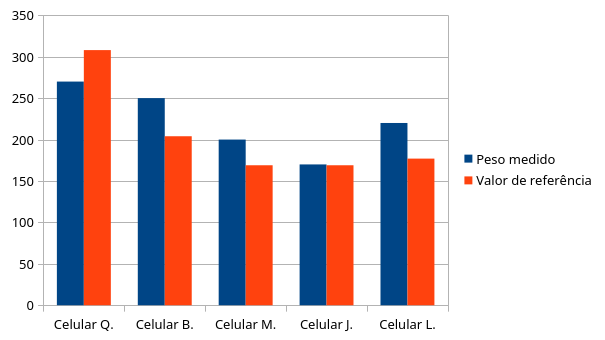 350
300
250
200
150
100
50
0
Celular Q. Celular B. Celular M. Celular J. Celular L.
Peso medido
Valor de referência